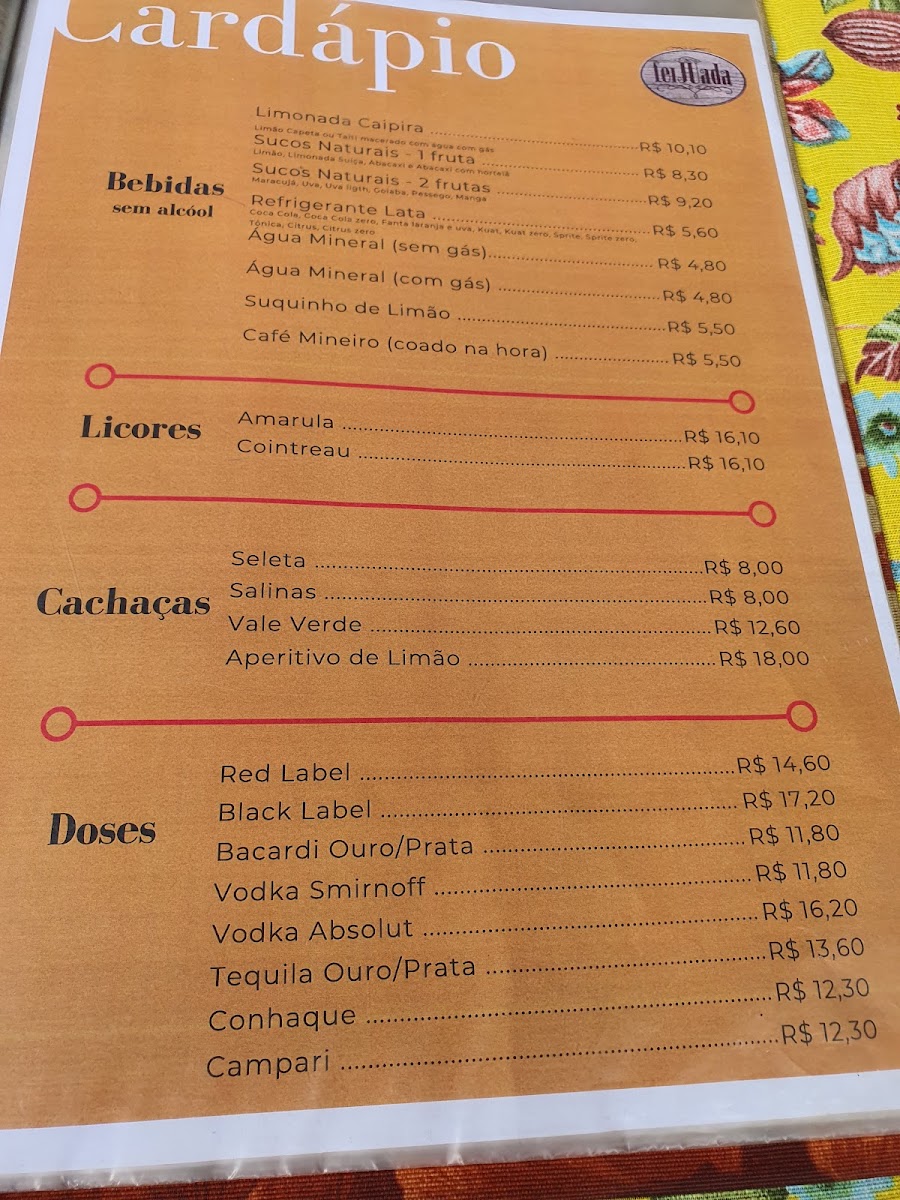 Cardápio
feiJUada
Bebidas
sem alcóol
Limonada Caipira ........ R$ 10,10
Limão Capeta ou Taiti macerado com água com gás
Sucos Naturais - 1 fruta ........ R$ 8,30
Limão, Limonada Suiça, Abacaxi e Abacaxi com hortelã
Sucos Naturais - 2 frutas ........ R$ 9,20
Maracujá, Uva, Uva ligth, Goiaba, Pessego, Manga
Refrigerante Lata ........ R$ 5,60
Coca Cola, Coca Cola zero, Fanta laranja e uva, Kuat, Kuat zero, Sprite, Sprite zero,
Tônica, Citrus, Citrus zero
Água Mineral (sem gás) ........ R$ 4,80
Água Mineral (com gás) ........ R$ 4,80
Suquinho de Limão ........ R$ 5,50
Café Mineiro (coado na hora) ........ R$ 5,50
Licores
Amarula ........ R$ 16,10
Cointreau ........ R$ 16,10
Cachaças
Seleta ........ R$ 8,00
Salinas ........ R$ 8,00
Vale Verde ........ R$ 12,60
Aperitivo de Limão ........ R$ 18,00
Doses
Red Label ........ R$ 14,60
Black Label ........ R$ 17,20
Bacardi Ouro/Prata ........ R$ 11,80
Vodka Smirnoff ........ R$ 11,80
Vodka Absolut ........ R$ 16,20
Tequila Ouro/Prata ........ R$ 13,60
Conhaque ........ R$ 12,30
Campari ........ R$ 12,30